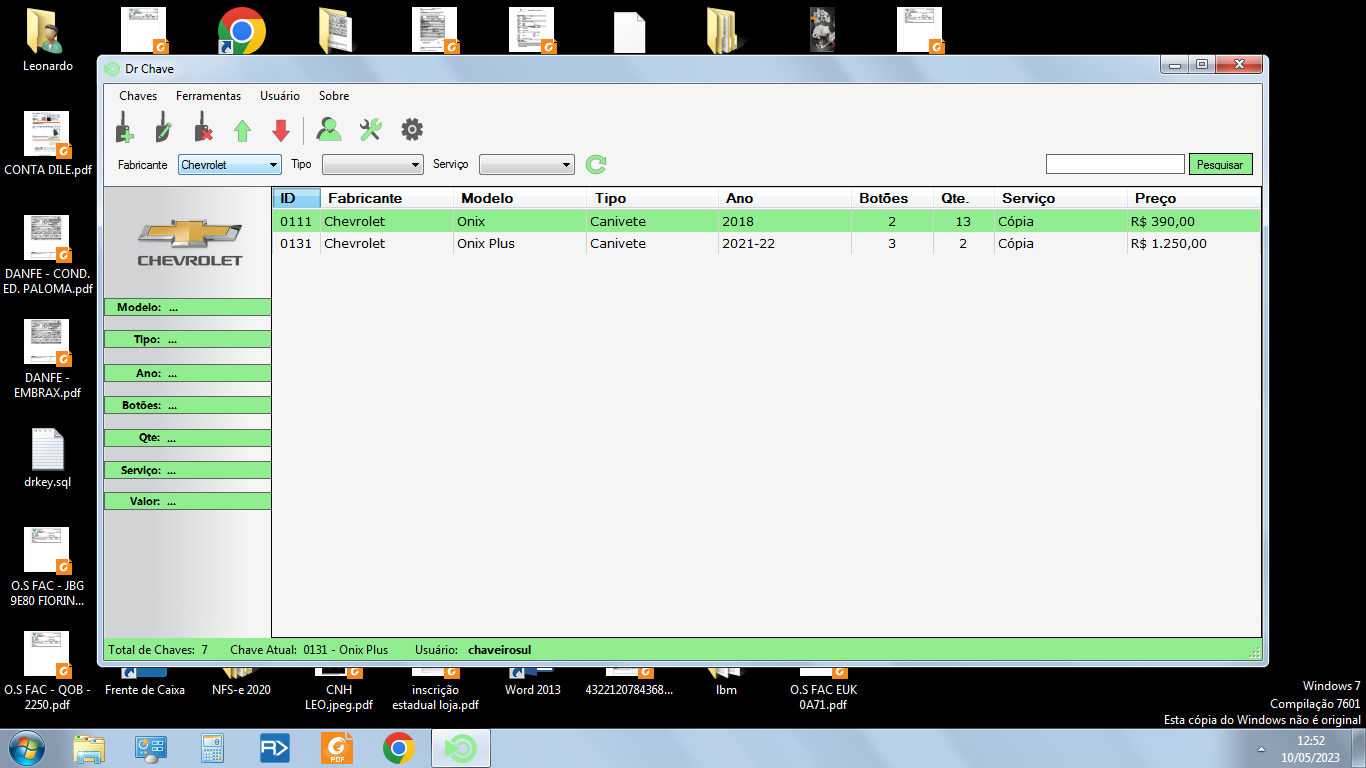 Leonardo
CONTA DILE.pdf
DANFE - COND.
ED. PALOMA.pdf
DANFE -
EMBRAX.pdf
drkey.sql
O.S FAC - JBG
9E80 FIORIN...
O.S FAC - QOB -
2250.pdf
Dr Chave
Chaves Ferramentas Usuário Sobre
Fabricante Chevrolet Tipo Serviço Pesquisar
CHEVROLET
Modelo: ...
Tipo: ...
Ano: ...
Botões: ...
Qte: ...
Serviço: ...
Valor: ...
ID Fabricante Modelo Tipo Ano Botões Qte. Serviço Preço
0111 Chevrolet Onix Canivete 2018 2 13 Cópia R$ 390,00
0131 Chevrolet Onix Plus Canivete 2021-22 3 2 Cópia R$ 1.250,00
Total de Chaves: 7 Chave Atual: 0131 - Onix Plus Usuário: chaveirosul
Frente de Caixa
NFS-e 2020
CNH
LEO.jpeg.pdf
inscrição
estadual loja.pdf
Word 2013
4322120784368...
lbm
O.S FAC EUK
0A71.pdf
Windows 7
Compilação 7601
Esta cópia do Windows não é original
PDF
12:52
10/05/2023